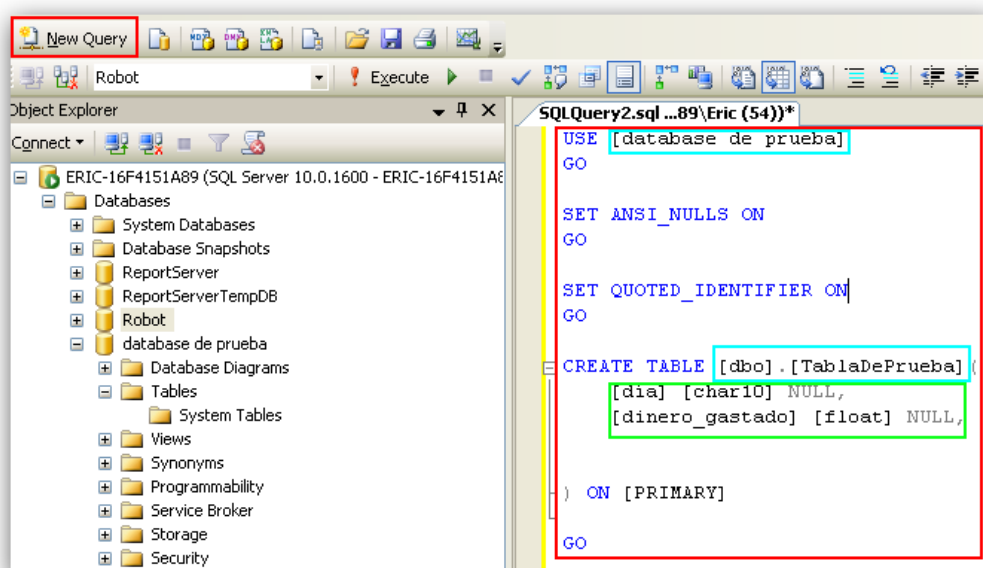 New Query
Robot
Execute
Object Explorer
Connect
ERIC-16F4151A89 (SQL Server 10.0.1600 - ERIC-16F4151A8
Databases
System Databases
Database Snapshots
ReportServer
ReportServerTempDB
Robot
database de prueba
Database Diagrams
Tables
System Tables
Views
Synonyms
Programmability
Service Broker
Storage
Security
SQLQuery2.sql ...89\Eric (54))*
USE [database de prueba]
GO
SET ANSI_NULLS ON
GO
SET QUOTED_IDENTIFIER ON
GO
CREATE TABLE [dbo].[TablaDePrueba](
[dia] [char10] NULL,
[dinero_gastado] [float] NULL,
) ON [PRIMARY]
GO